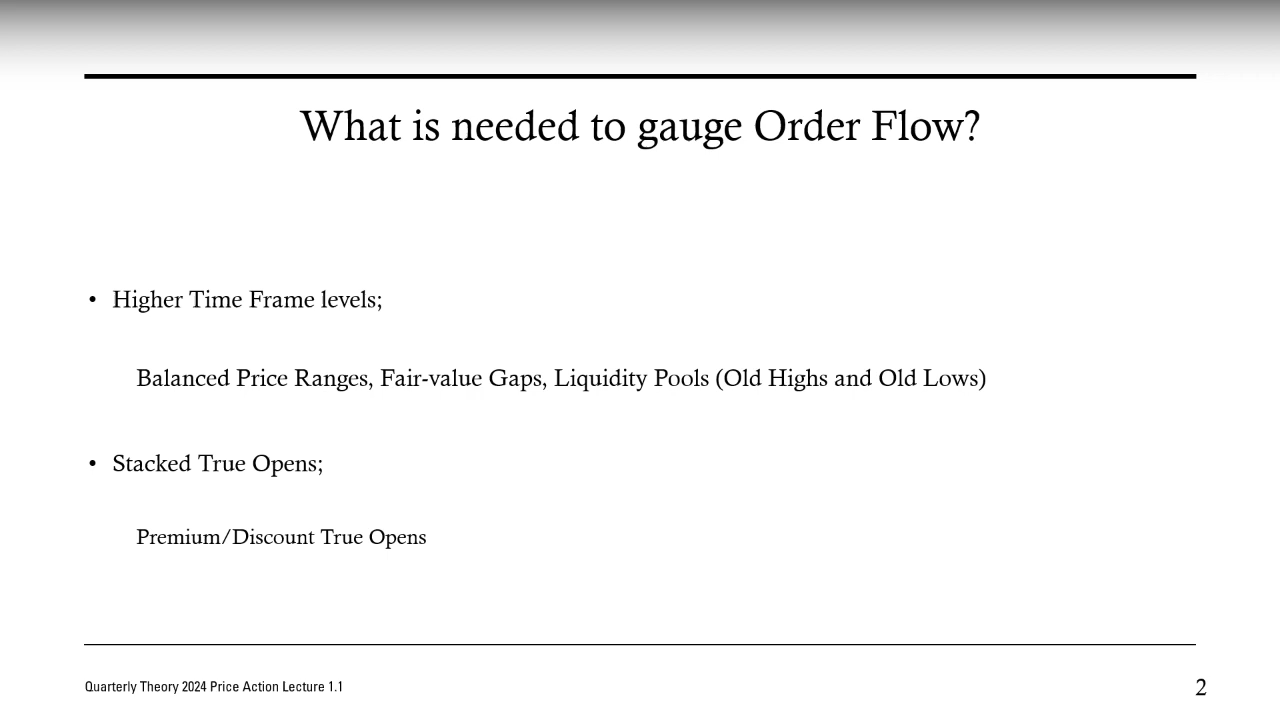 What is needed to gauge Order Flow?
• Higher Time Frame levels;
Balanced Price Ranges, Fair-value Gaps, Liquidity Pools (Old Highs and Old Lows)
• Stacked True Opens;
Premium/Discount True Opens
Quarterly Theory 2024 Price Action Lecture 1.1
2